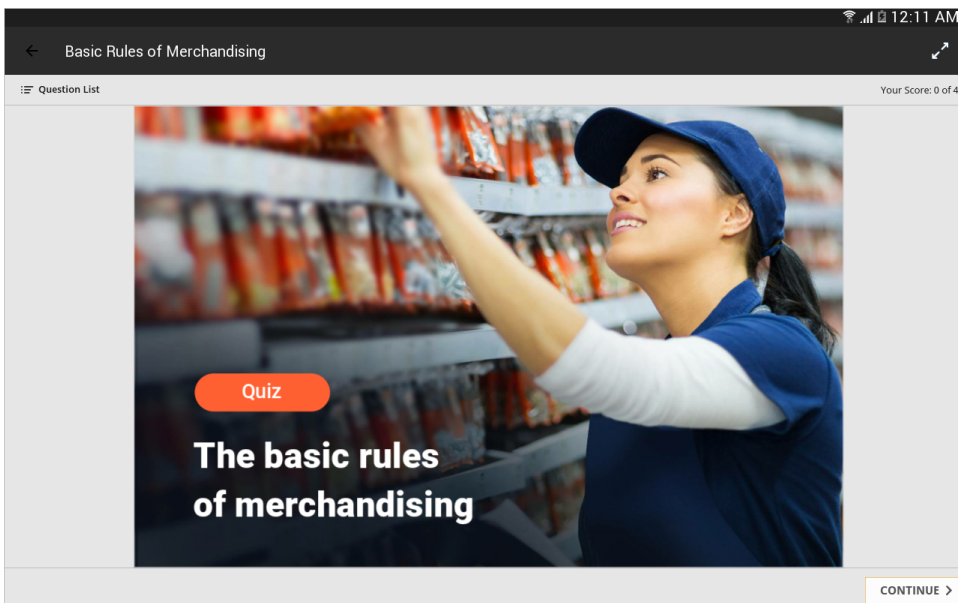 12:11 AM
Basic Rules of Merchandising
Question List
Your Score: 0 of 4
Quiz
The basic rules
of merchandising
CONTINUE